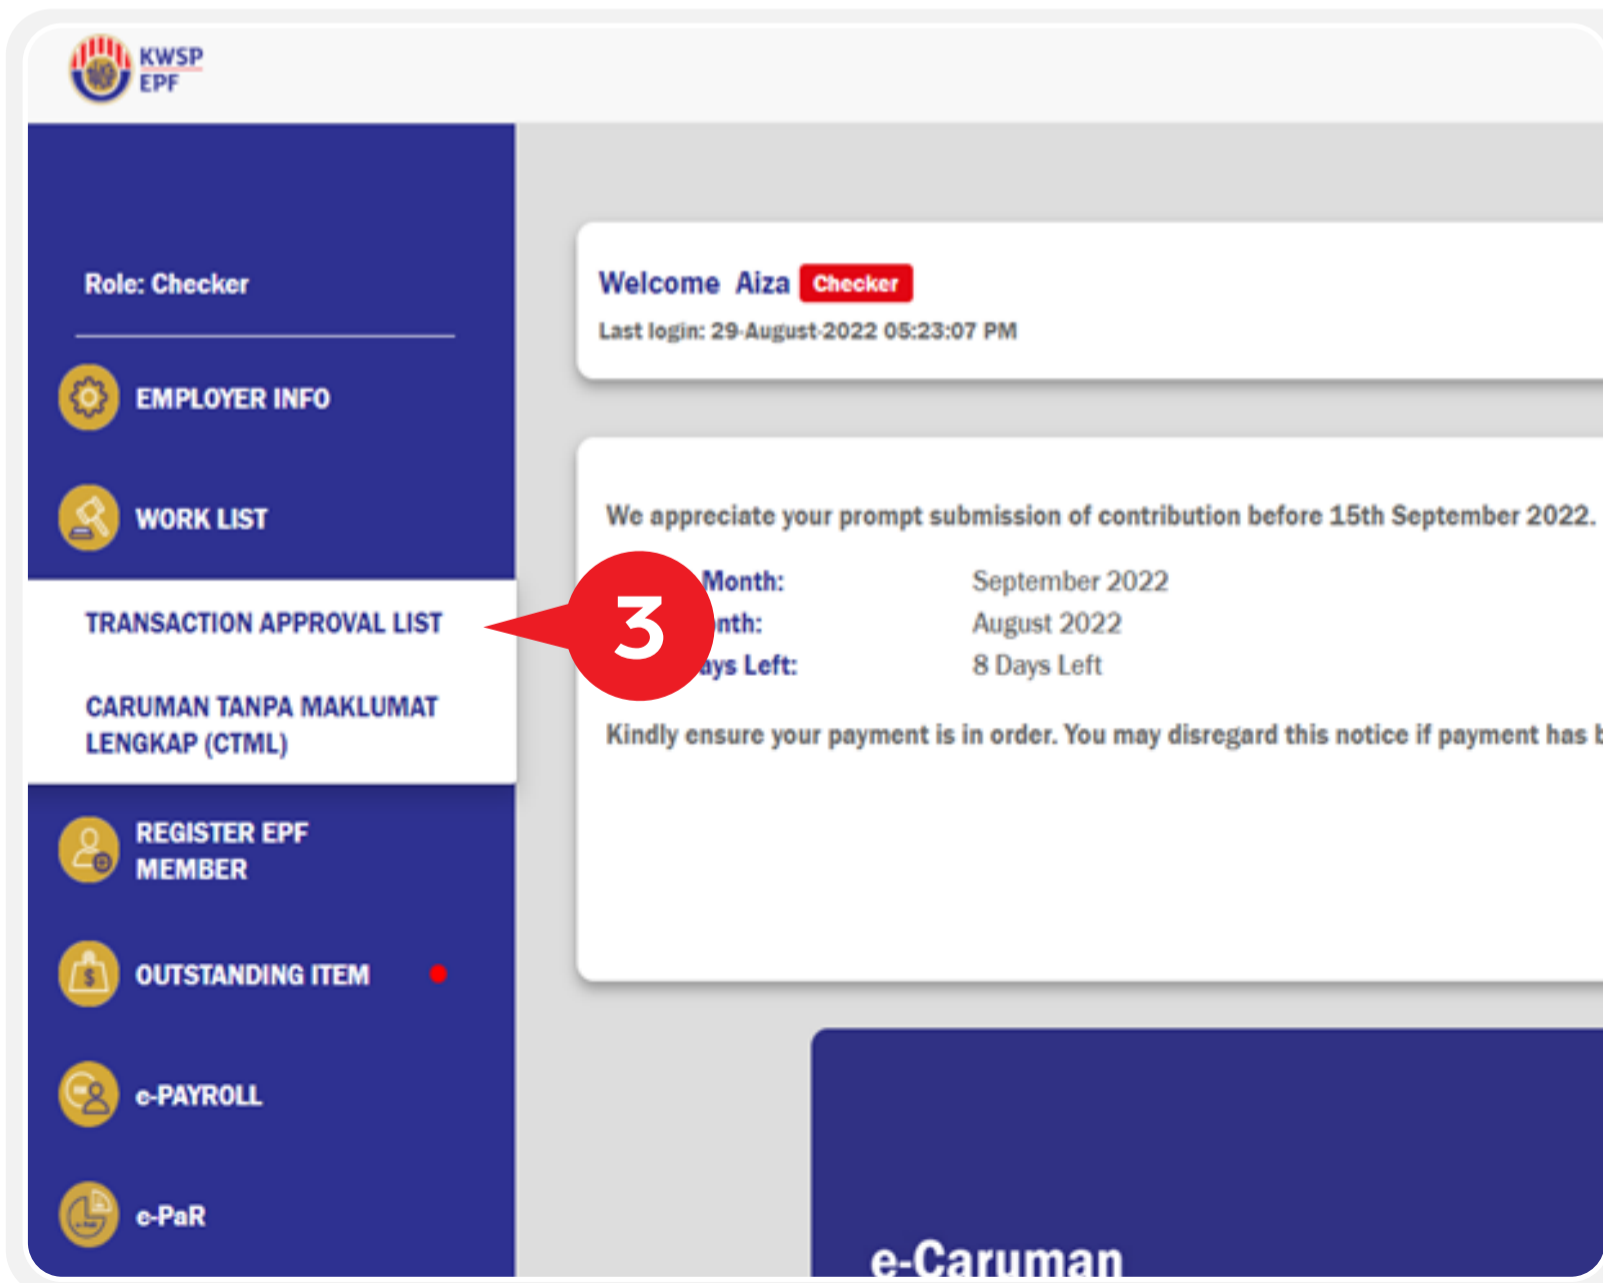 KWSP
EPF
Role: Checker
EMPLOYER INFO
WORK LIST
TRANSACTION APPROVAL LIST
CARUMAN TANPA MAKLUMAT
LENGKAP (CTML)
REGISTER EPF
MEMBER
OUTSTANDING ITEM
e-PAYROLL
e-PaR
Welcome Aiza Checker
Last login: 29-August-2022 05:23:07 PM
We appreciate your prompt submission of contribution before 15th September 2022.
Month: September 2022
August 2022
Left: 8 Days Left
3
Kindly ensure your payment is in order. You may disregard this notice if payment has
e-Caruman